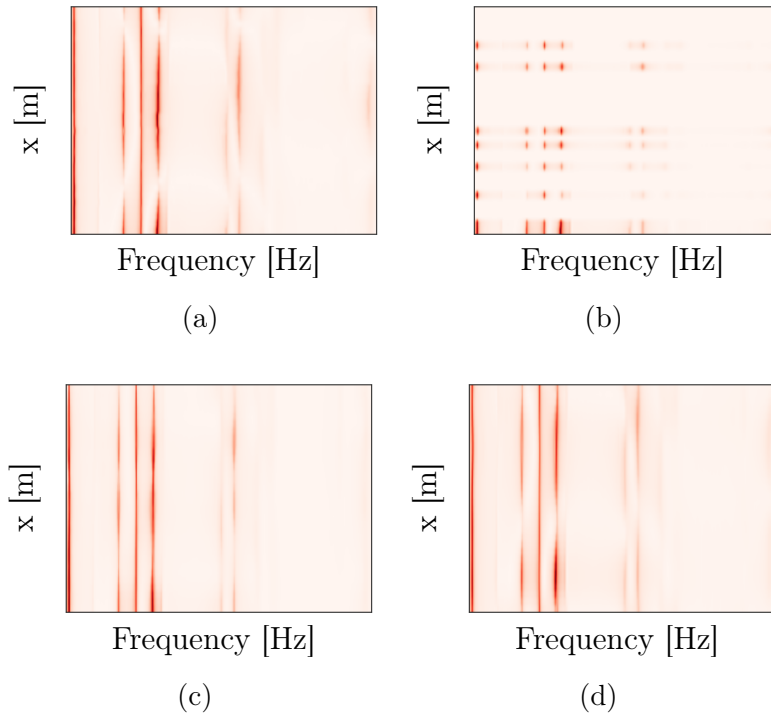 x [m]
Frequency [Hz]
(a)
x [m]
Frequency [Hz]
(b)
x [m]
Frequency [Hz]
(c)
x [m]
Frequency [Hz]
(d)